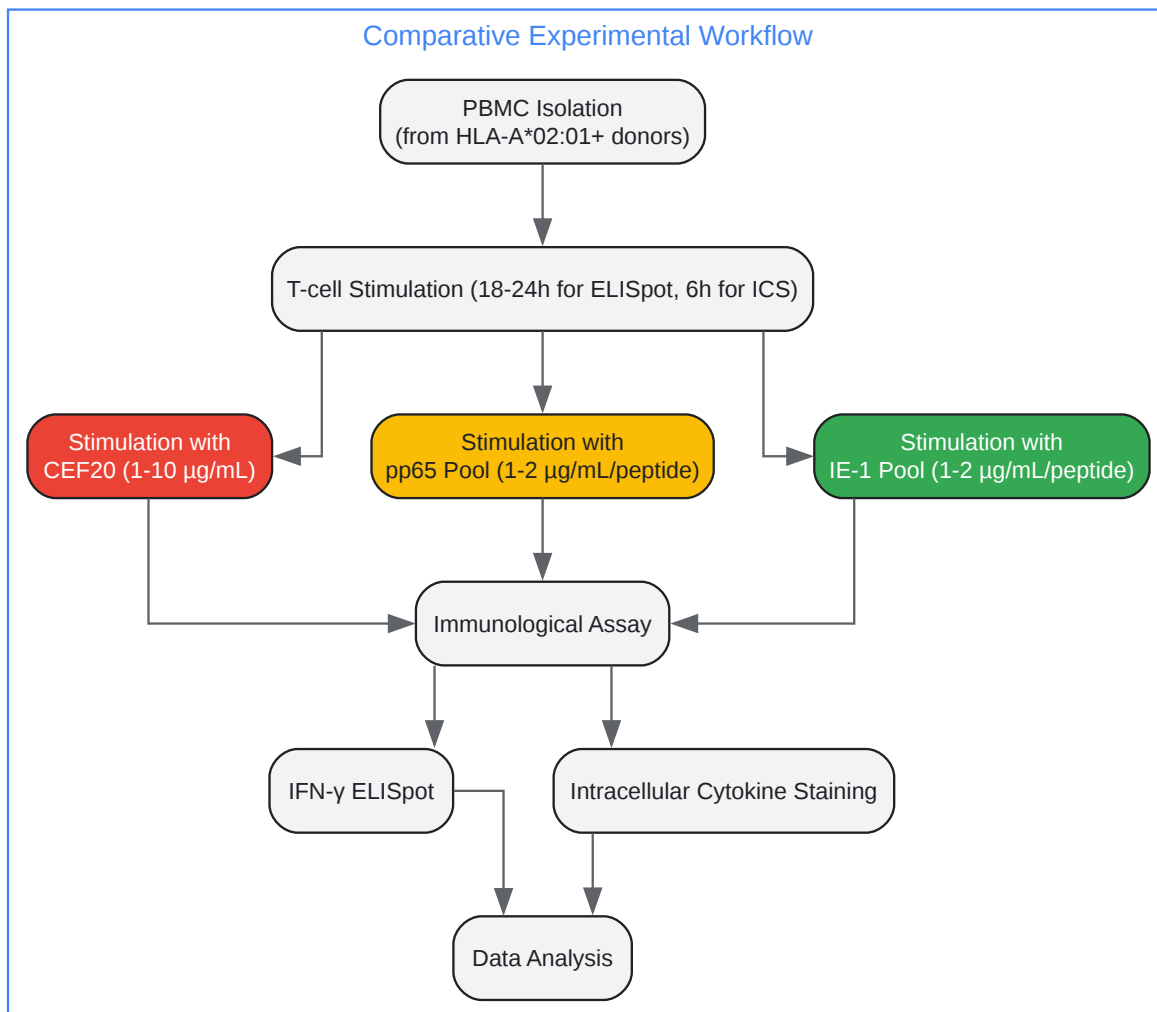 Comparative Experimental Workflow
PBMC Isolation
(from HLA-A*02:01+ donors)
T-cell Stimulation (18-24h for ELISpot, 6h for ICS)
Stimulation with
CEF20 (1-10 µg/mL)
Stimulation with
pp65 Pool (1-2 µg/mL/peptide)
Stimulation with
IE-1 Pool (1-2 µg/mL/peptide)
Immunological Assay
IFN-γ ELISpot
Intracellular Cytokine Staining
Data Analysis